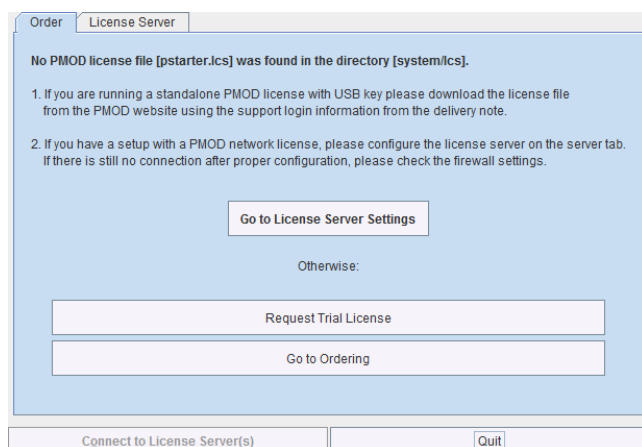 Order
License Server
No PMOD license file [pstarter.lcs] was found in the directory [system/lcs].
1. If you are running a standalone PMOD license with USB key please download the license file
from the PMOD website using the support login information from the delivery note.
2. If you have a setup with a PMOD network license, please configure the license server on the server tab.
If there is still no connection after proper configuration, please check the firewall settings.
Go to License Server Settings
Otherwise:
Request Trial License
Go to Ordering
Connect to License Server(s)
Quit